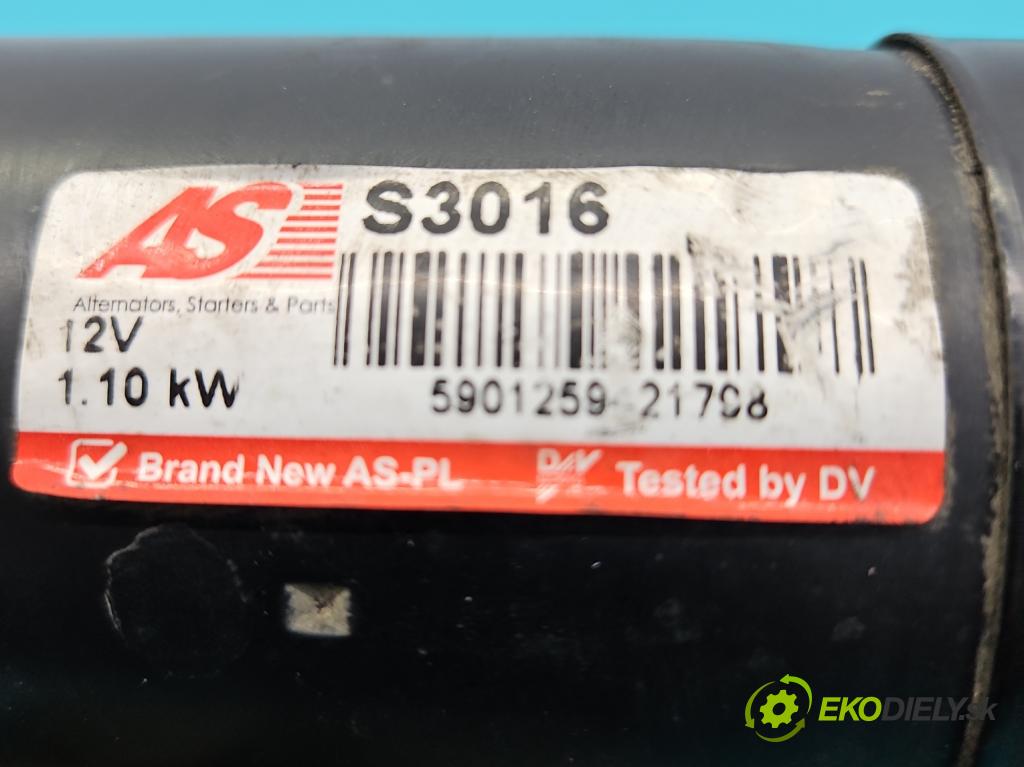 AS
S3016
Alternators, Starters & Parts
12V
1.10 kW
5901259
Brand New AS-PL
DV
Tested by DV
EKODIELY.sk